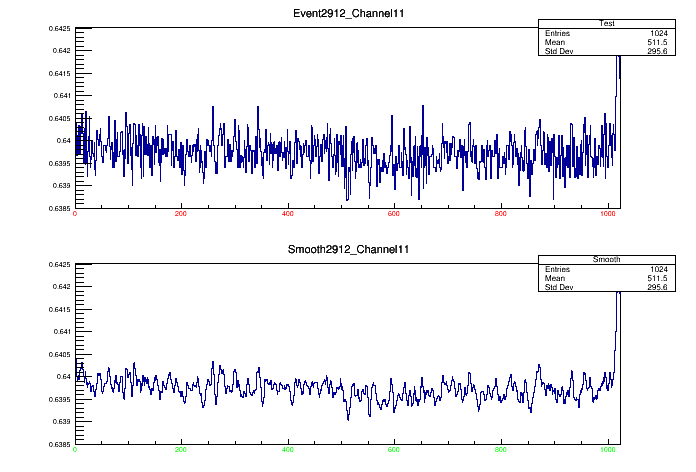 Event2912_Channel11
Test
Entries 1024
Mean 511.5
Std Dev 295.6
0.6425
0.642
0.6415
0.641
0.6405
0.64
0.6395
0.639
0.6385
0 200 400 600 800 1000
Smooth2912_Channel11
Smooth
Entries 1024
Mean 511.5
Std Dev 295.6
0.6425
0.642
0.6415
0.641
0.6405
0.64
0.6395
0.639
0.6385
0 200 400 600 800 1000